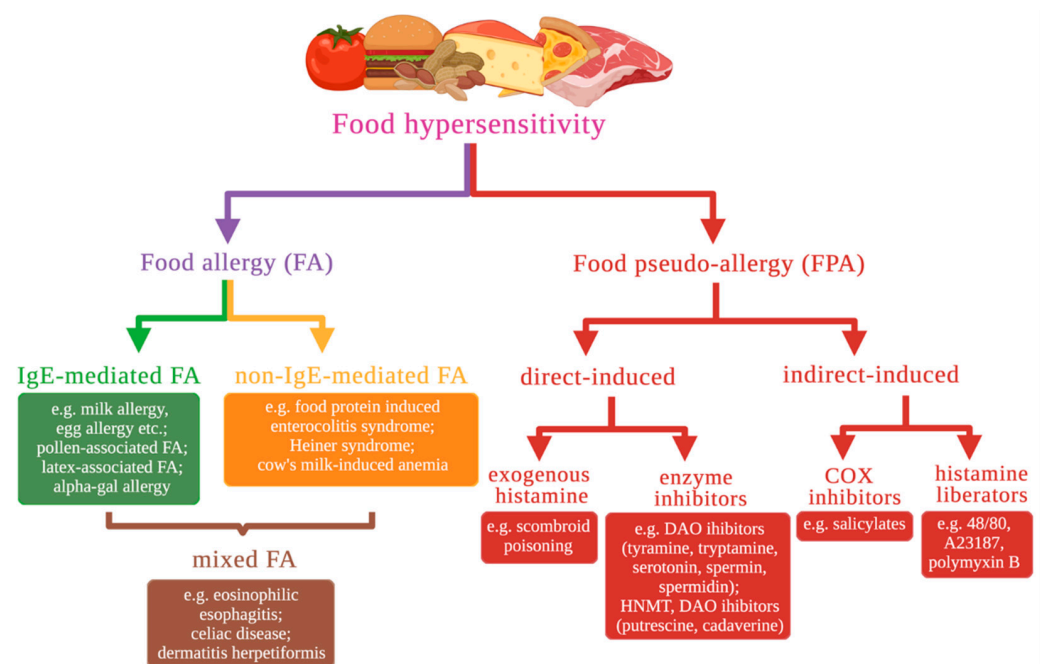 Food hypersensitivity
Food allergy (FA)
Food pseudo-allergy (FPA)
IgE-mediated FA
e.g. milk allergy,
egg allergy etc.;
pollen-associated FA;
latex-associated FA;
alpha-gal allergy
non-IgE-mediated FA
e.g. food protein induced
enterocolitis syndrome;
Heiner syndrome;
cow's milk-induced anemia
mixed FA
e.g. eosinophilic
esophagitis;
celiac disease;
dermatitis herpetiformis
direct-induced
indirect-induced
exogenous
histamine
e.g. scombroid
poisoning
enzyme
inhibitors
e.g. DAO ihibitors
(tyramine, tryptamine,
serotonin, spermin,
spermidin);
HNMT, DAO ihibitors
(putrescine, cadaverine)
COX
inhibitors
e.g. salicylates
histamine
liberators
e.g. 48/80,
A23187,
polymyxin B